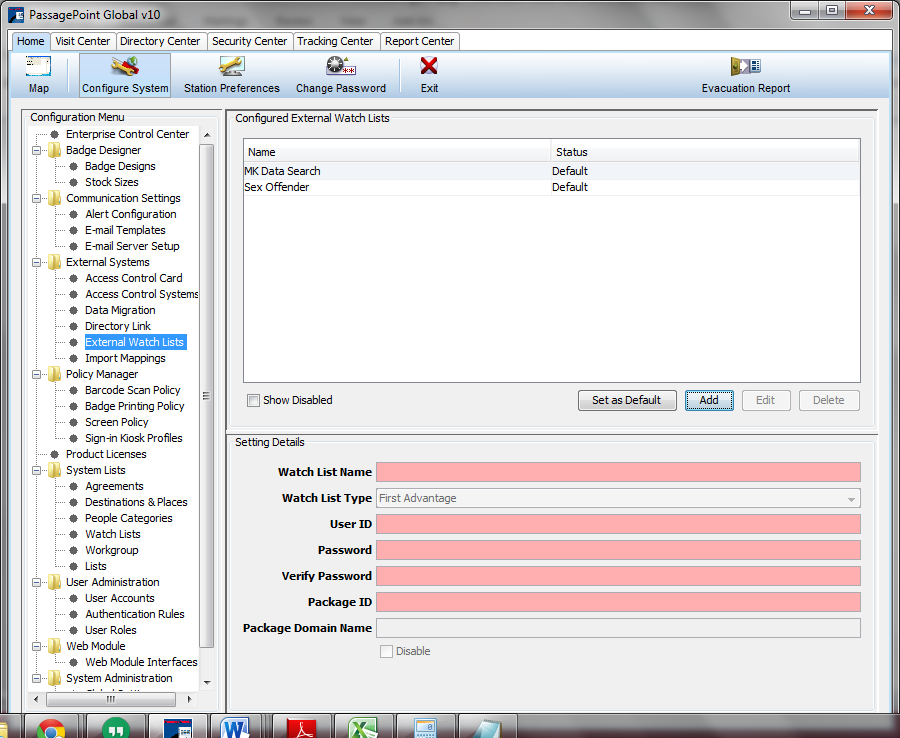 PassagePoint Global v10
Home Visit Center Directory Center Security Center Tracking Center Report Center
Map Configure System Station Preferences Change Password Exit Evacuation Report
Configuration Menu
Enterprise Control Center
Badge Designer
Badge Designs
Stock Sizes
Communication Settings
Alert Configuration
E-mail Templates
E-mail Server Setup
External Systems
Access Control Card
Access Control Systems
Data Migration
Directory Link
External Watch Lists
Import Mappings
Policy Manager
Barcode Scan Policy
Badge Printing Policy
Screen Policy
Sign-in Kiosk Profiles
Product Licenses
System Lists
Agreements
Destinations & Places
People Categories
Watch Lists
Workgroup
Lists
User Administration
User Accounts
Authentication Rules
User Roles
Web Module
Web Module Interfaces
System Administration
Configured External Watch Lists
Name Status
MK Data Search Default
Sex Offender Default
Show Disabled Set as Default Add Edit Delete
Setting Details
Watch List Name
Watch List Type First Advantage
User ID
Password
Verify Password
Package ID
Package Domain Name
Disable